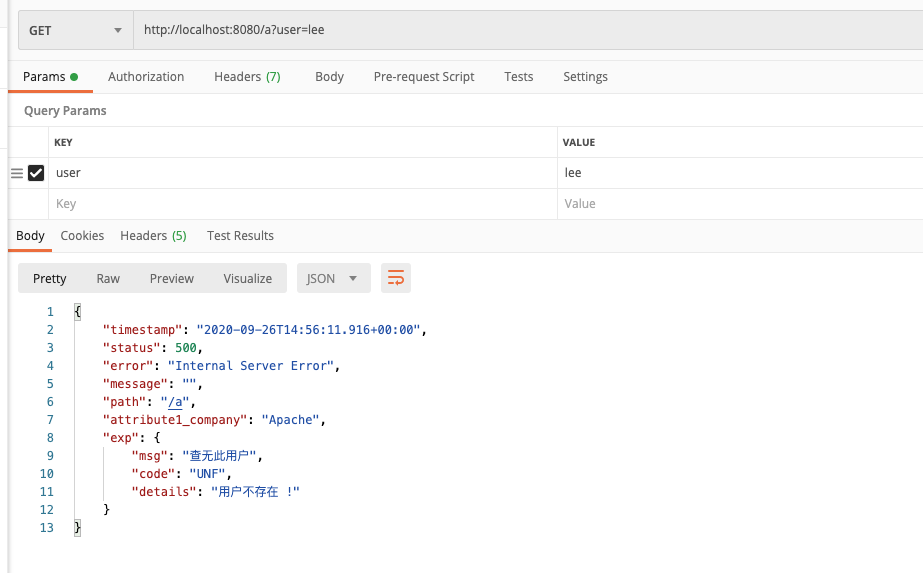 GET http://localhost:8080/a?user=lee
Params Authorization Headers (7) Body Pre-request Script Tests Settings
Query Params
KEY VALUE
user lee
Key Value
Body Cookies Headers (5) Test Results
Pretty Raw Preview Visualize JSON
1 {
2 "timestamp": "2020-09-26T14:56:11.916+00:00",
3 "status": 500,
4 "error": "Internal Server Error",
5 "message": "",
6 "path": "/a",
7 "attribute1_company": "Apache",
8 "exp": {
9 "msg": "查无此用户",
10 "code": "UNF",
11 "details": "用户不存在 !"
12 }
13 }